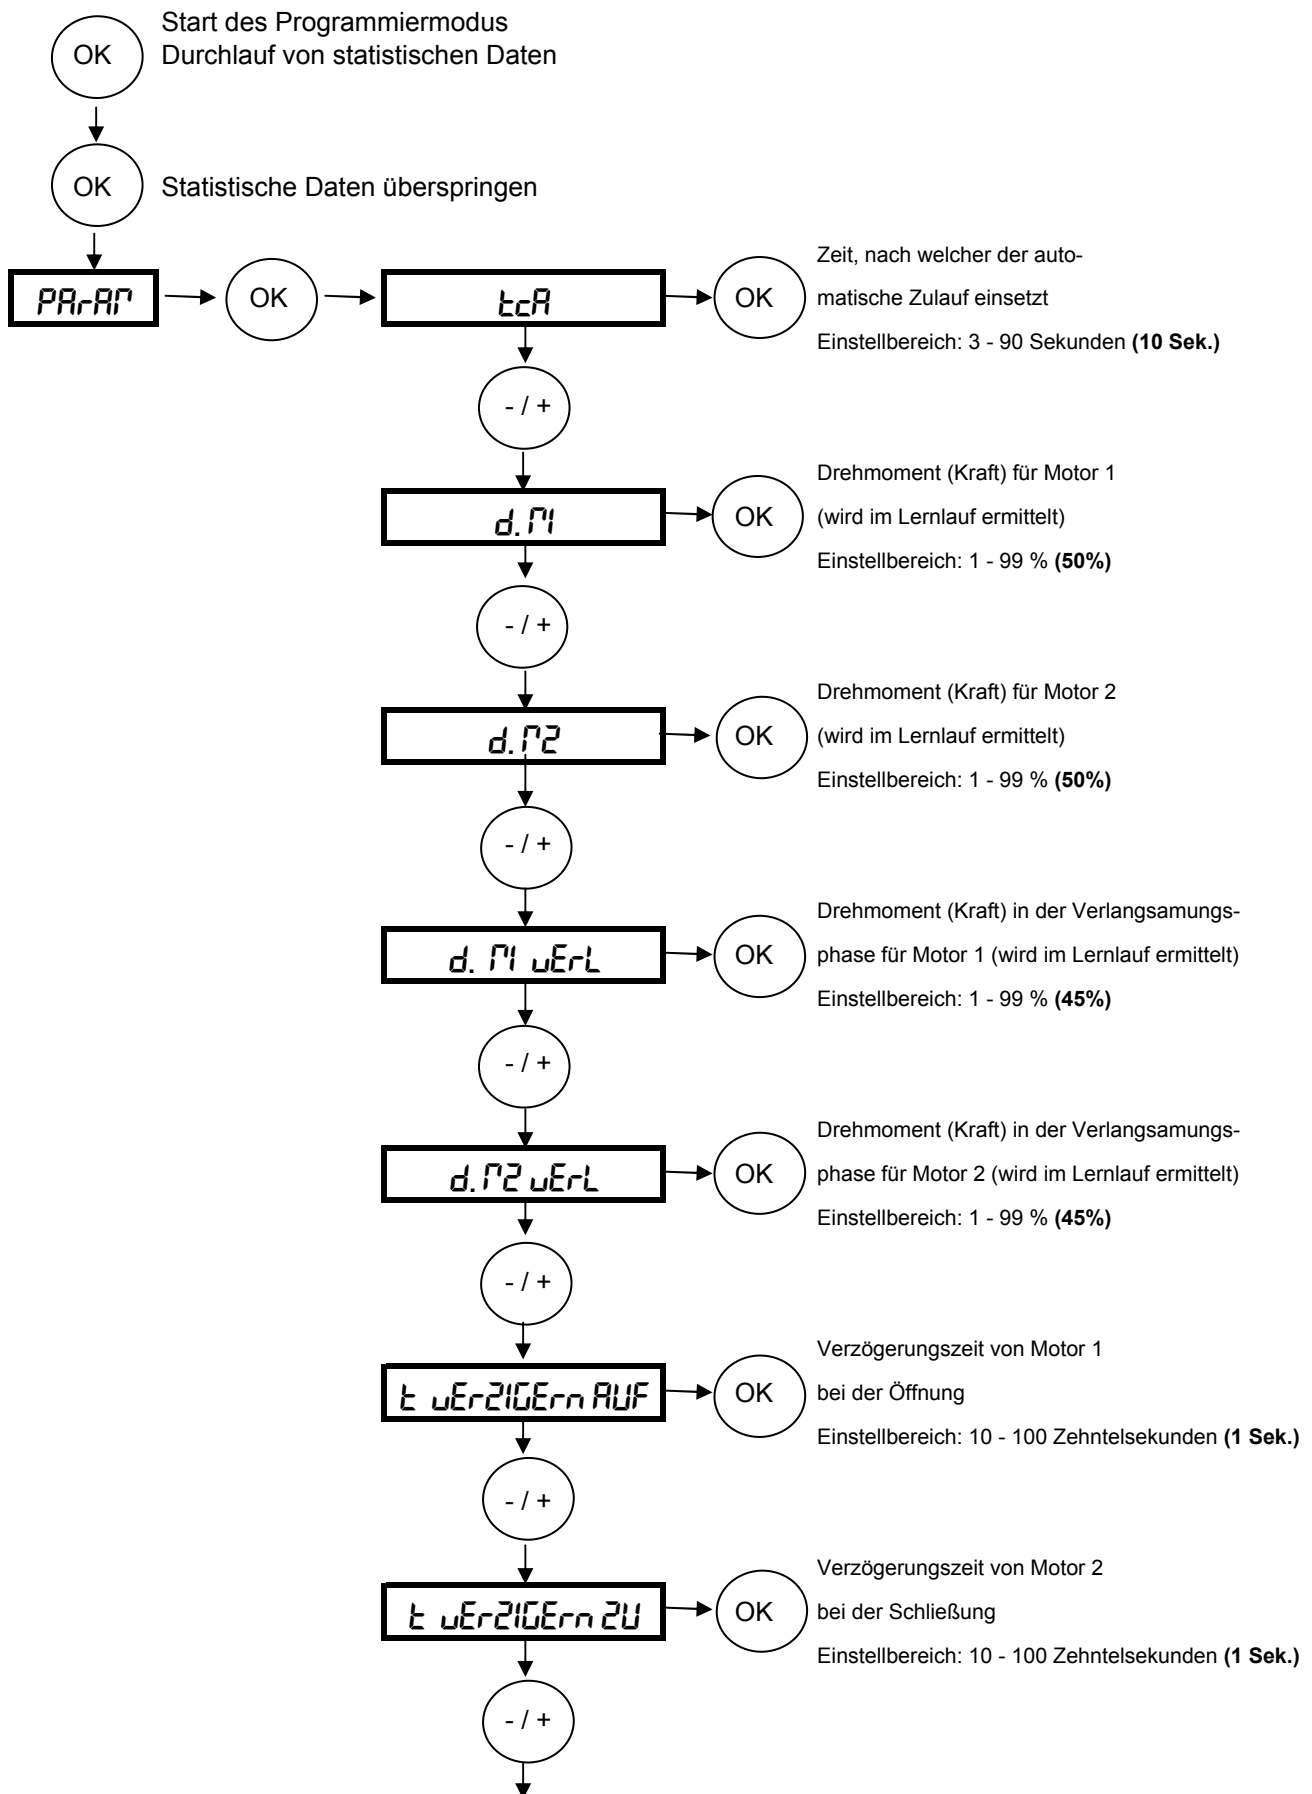 OK
Start des Programmiermodus
Durchlauf von statistischen Daten
OK
Statistische Daten überspringen
PArAM
OK
tcA
OK
Zeit, nach welcher der auto-
matische Zulauf einsetzt
Einstellbereich: 3 - 90 Sekunden (10 Sek.)
- / +
d.M1
OK
Drehmoment (Kraft) für Motor 1
(wird im Lernlauf ermittelt)
Einstellbereich: 1 - 99 % (50%)
- / +
d.M2
OK
Drehmoment (Kraft) für Motor 2
(wird im Lernlauf ermittelt)
Einstellbereich: 1 - 99 % (50%)
- / +
d. M1 vErL
OK
Drehmoment (Kraft) in der Verlangsamungs-
phase für Motor 1 (wird im Lernlauf ermittelt)
Einstellbereich: 1 - 99 % (45%)
- / +
d.M2 vErL
OK
Drehmoment (Kraft) in der Verlangsamungs-
phase für Motor 2 (wird im Lernlauf ermittelt)
Einstellbereich: 1 - 99 % (45%)
- / +
t vErZIGErn AUF
OK
Verzögerungszeit von Motor 1
bei der Öffnung
Einstellbereich: 10 - 100 Zehntelsekunden (1 Sek.)
- / +
t vErZIGErn ZU
OK
Verzögerungszeit von Motor 2
bei der Schließung
Einstellbereich: 10 - 100 Zehntelsekunden (1 Sek.)
- / +